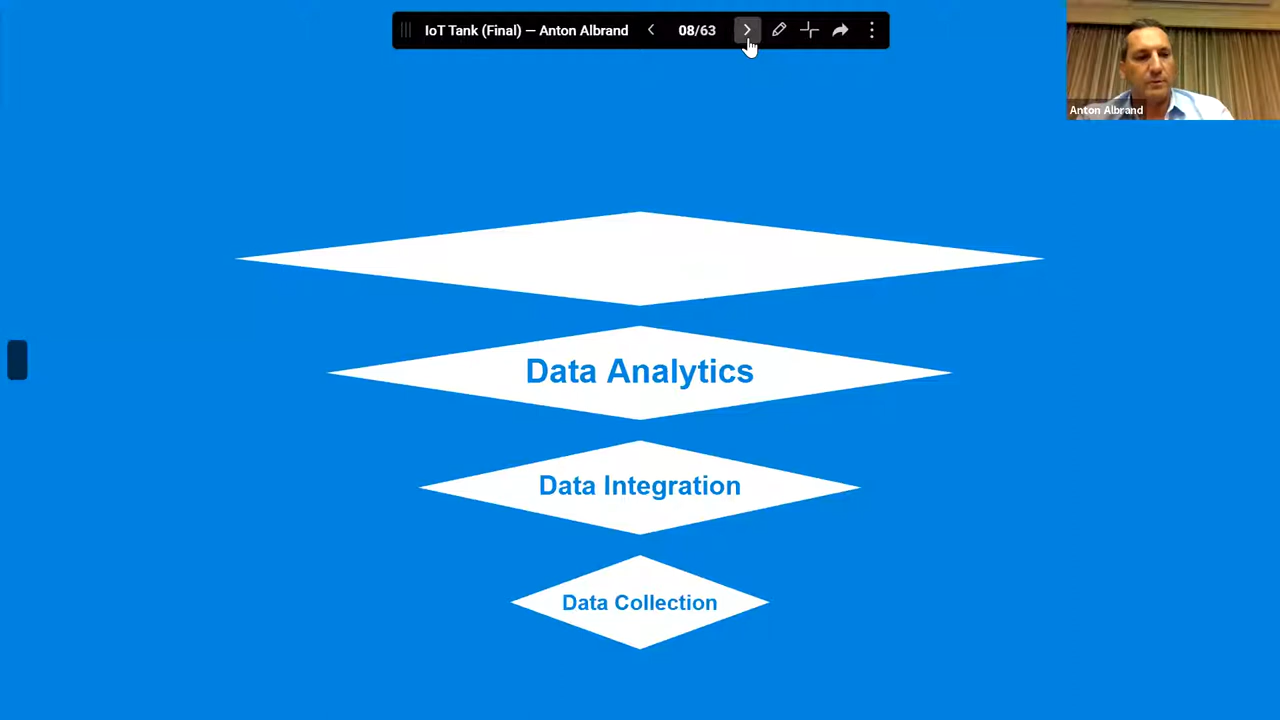 IoT Tank (Final) — Anton Albrand
08/63
Anton Albrand
Data Analytics
Data Integration
Data Collection